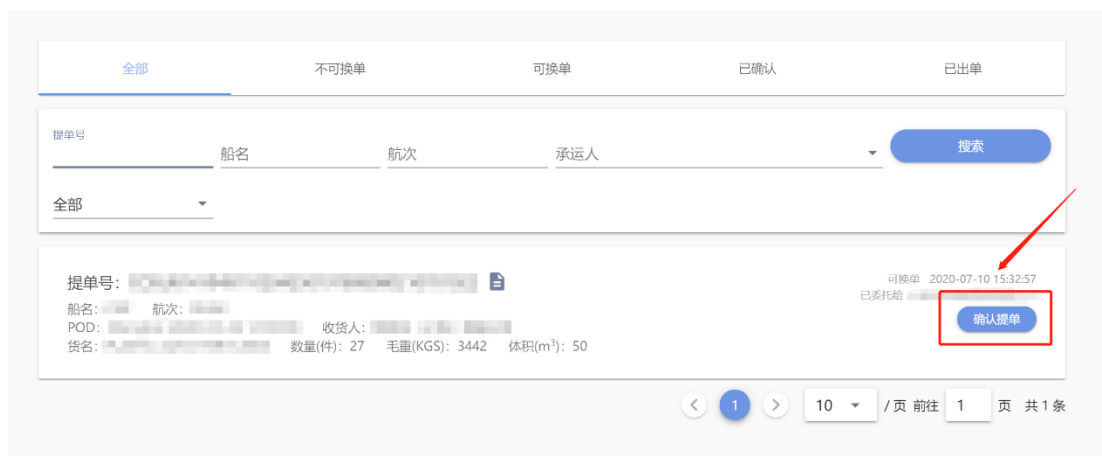 全部 不可换单 可换单 已确认 已出单
提单号
船名 航次 承运人 搜索
全部
提单号:
可换单 2020-07-10 15:32:57
船名: 航次:
已委托给
POD: 收货人:
确认提单
货名: 数量(件): 27 毛重(KGS): 3442 体积(m³): 50
1 10 /页 前往 1 页 共 1 条